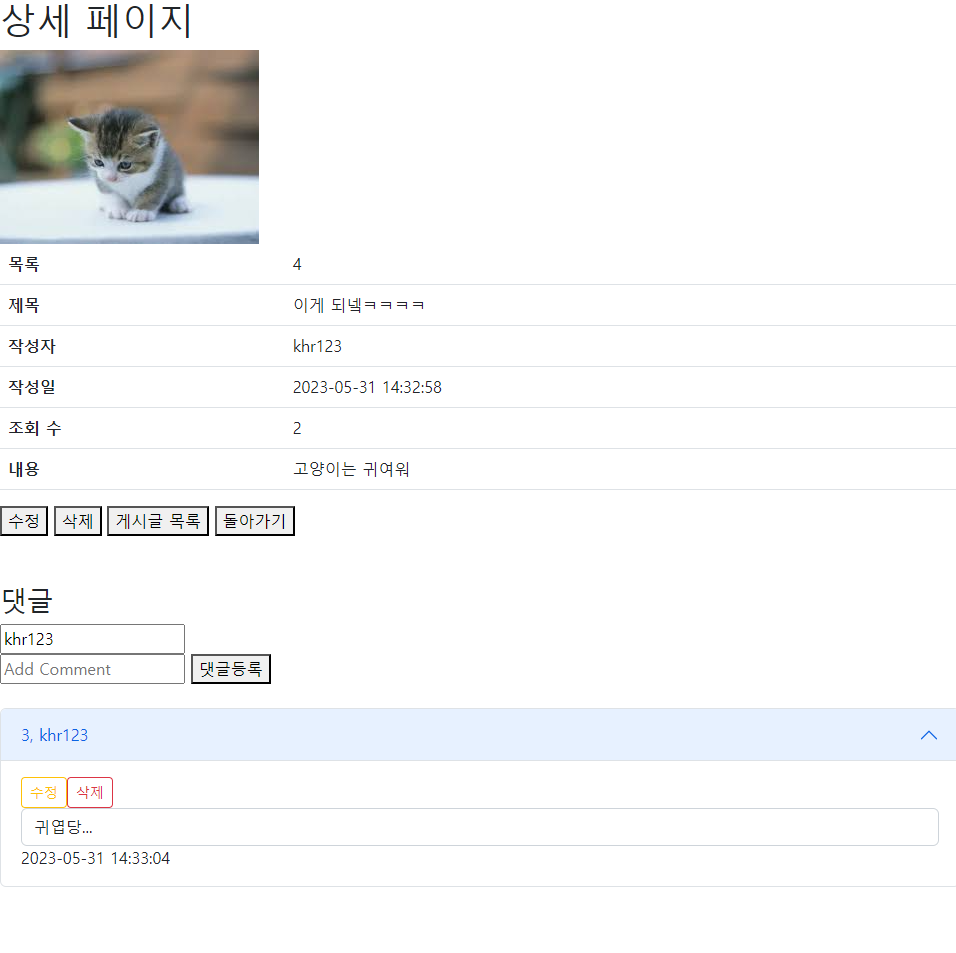 상세 페이지
목록 4
제목 이게 되넼ㅋㅋㅋㅋ
작성자 khr123
작성일 2023-05-31 14:32:58
조회 수 2
내용 고양이는 귀여워
수정 삭제 게시글 목록 돌아가기
댓글
khr123
Add Comment 댓글등록
3, khr123
수정 삭제
귀엽당...
2023-05-31 14:33:04